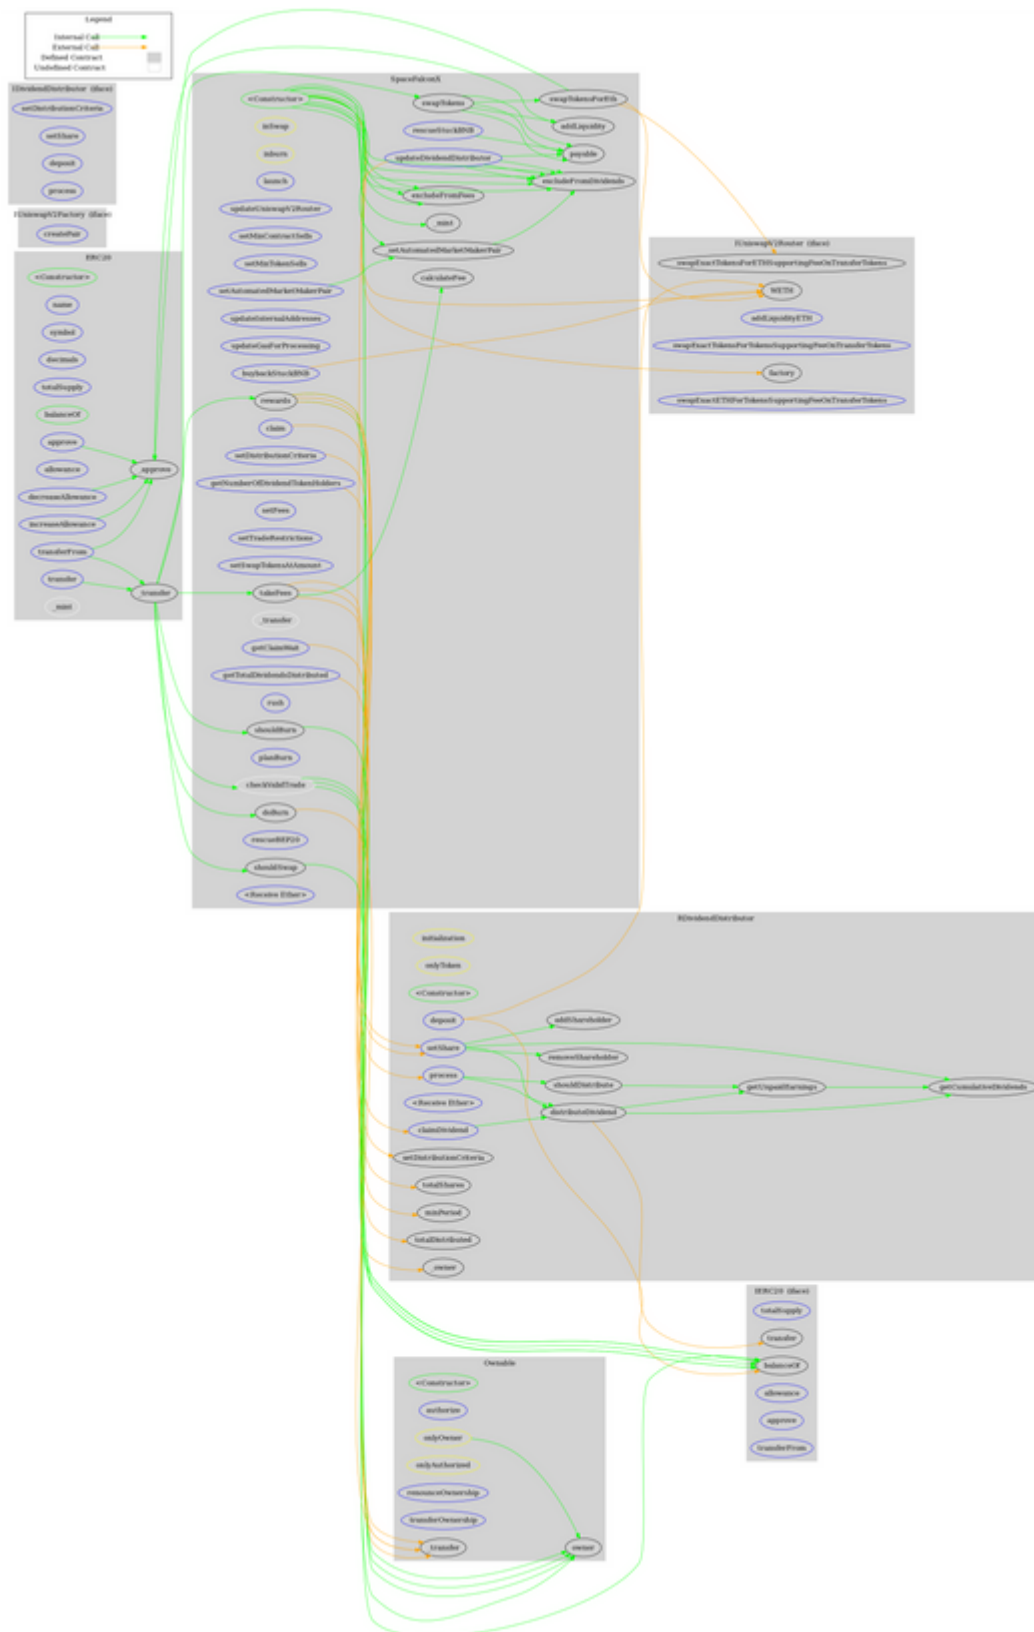 Legend
Internal Call
External Call
Defined Contract
Undefined Contract
IDividendDistributor (iface)
setDistributionCriteria
setShare
deposit
process
IUniswapV2Factory (iface)
createPair
ERC20
<Constructor>
name
symbol
decimals
totalSupply
balanceOf
approve
allowance
decreaseAllowance
increaseAllowance
transferFrom
transfer
_mint
_approve
_transfer
SpaceFalconX
<Constructor>
inSwap
inburn
launch
updateUniswapV2Router
setMinContractSells
setMinTokenSells
setAutomatedMarketMakerPair
updateInternalAddresses
updateGasForProcessing
buybackStuckBNB
rewards
claim
setDistributionCriteria
getNumberOfDividendTokenHolders
setFees
setTradeRestrictions
setSwapTokensAtAmount
takeFees
_transfer
getClaimWait
getTotalDividendsDistributed
rush
shouldBurn
planBurn
checkValidTrade
doBurn
rescueBEP20
shouldSwap
<Receive Ether>
swapTokens
rescueStuckBNB
updateDividendDistributor
excludeFromFees
_mint
_setAutomatedMarketMakerPair
calculateFee
swapTokensForEth
addLiquidity
payable
excludeFromDividends
IUniswapV2Router (iface)
swapExactTokensForETHSupportingFeeOnTransferTokens
WETH
addLiquidityETH
swapExactTokensForTokensSupportingFeeOnTransferTokens
factory
swapExactETHForTokensSupportingFeeOnTransferTokens
RDividendDistributor
initialization
onlyToken
<Constructor>
deposit
setShare
process
<Receive Ether>
claimDividend
setDistributionCriteria
totalShares
minPeriod
totalDistributed
_owner
addShareholder
removeShareholder
shouldDistribute
distributeDividend
getUnpaidEarnings
getCumulativeDividends
IERC20 (iface)
totalSupply
transfer
balanceOf
allowance
approve
transferFrom
Ownable
<Constructor>
authorize
onlyOwner
onlyAuthorized
renounceOwnership
transferOwnership
_transfer
owner